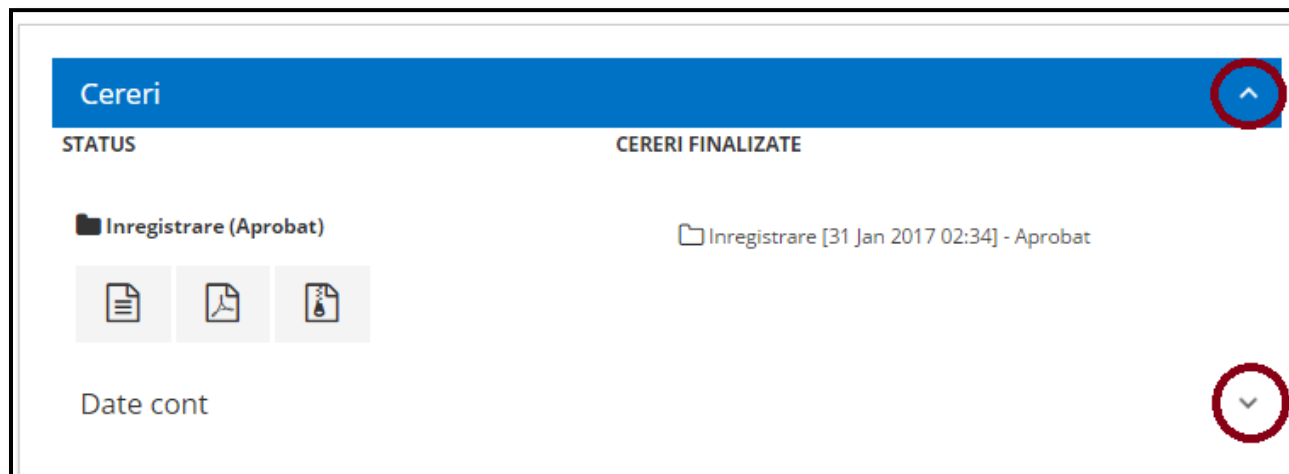 Cereri
STATUS
CERERI FINALIZATE
Inregistrare (Aprobat)
Inregistrare [31 Jan 2017 02:34] - Aprobat
Date cont